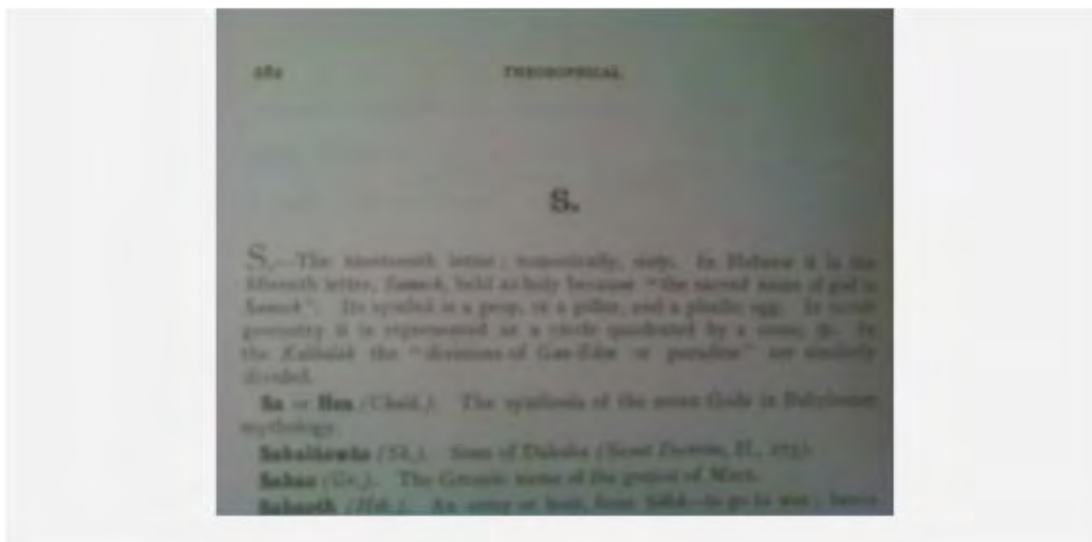 282 THEOSOPHICAL
S.
S.—The nineteenth letter; numerically, sixty. In Hebrew it is the
fifteenth letter, Samech, held as holy because "the sacred name of god is
Samech". Its symbol is a prop, or a pillar, and a phallic egg. In occult
geometry it is represented as a circle quadrated by a cross, In
the Kabbalah the "divisions of Gan-Eden or paradise" are similarly
divided.
Sa or Hea (Chald.). The synthesis of the seven Gods in Babylonian
mythology.
Sabalâswâs (Sk.). Sons of Daksha (Secret Doctrine, II., 275).
Sabao (Gr.). The Gnostic name of the genius of Mars.
Sabaoth (Heb.). An army or host, from Sâbâ—to go to war; hence